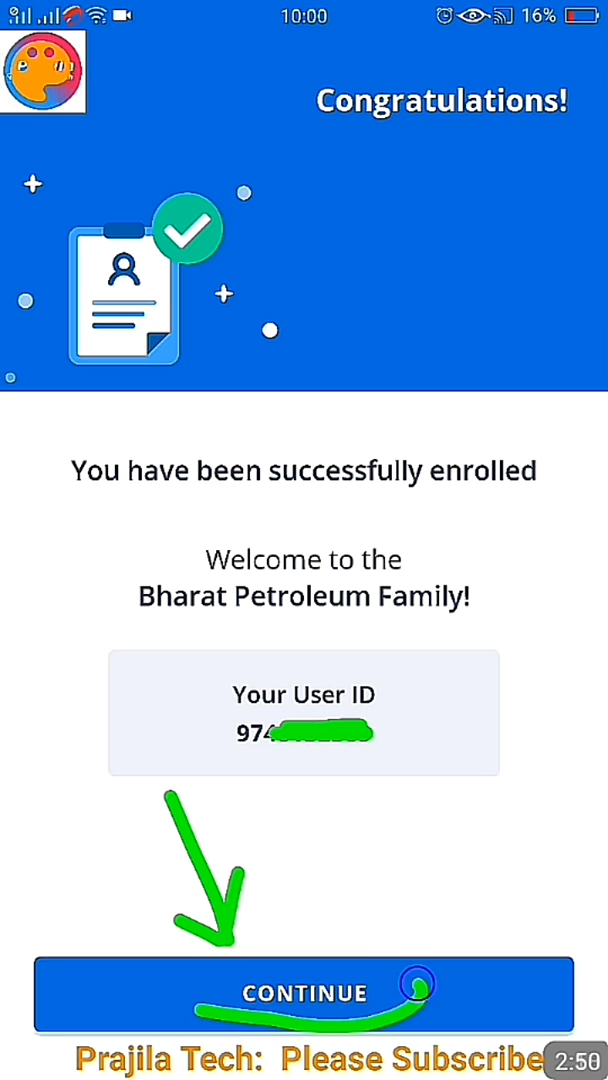 10:00
16%
Congratulations!
You have been successfully enrolled
Welcome to the
Bharat Petroleum Family!
Your User ID
974
CONTINUE
Prajila Tech: Please Subscribe
2:50